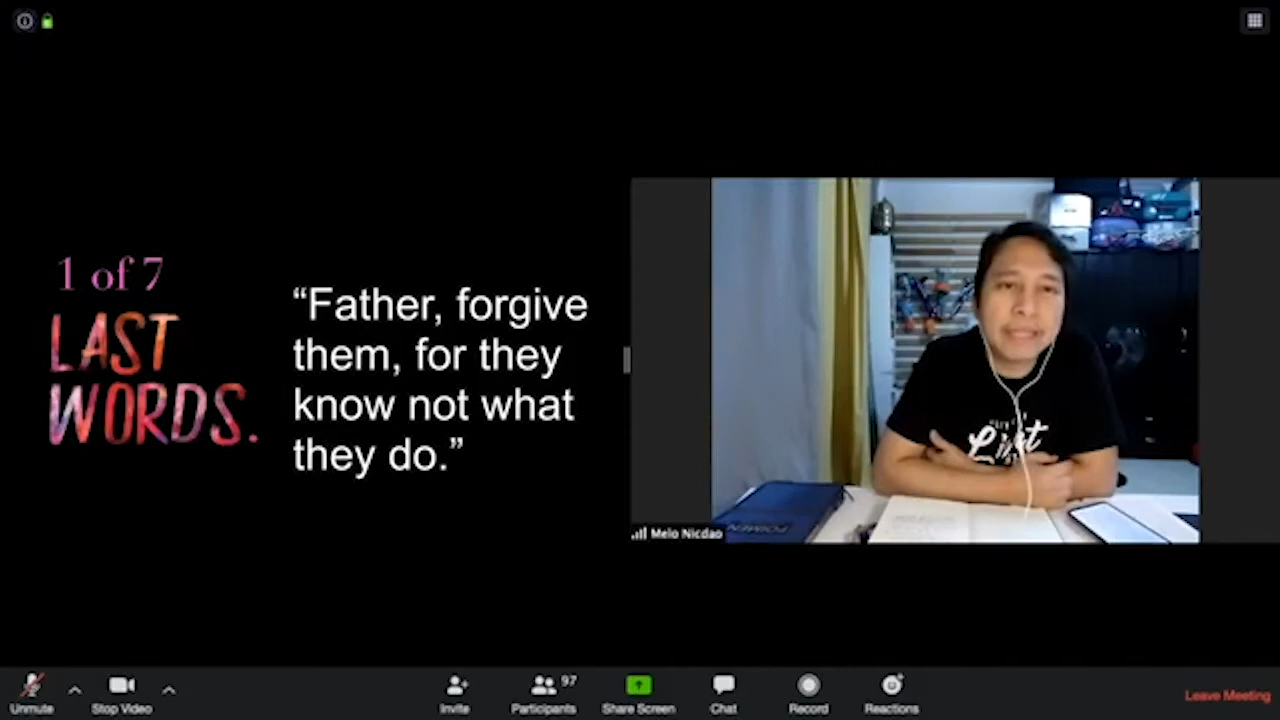 1 of 7
LAST
WORDS.
“Father, forgive
them, for they
know not what
they do.”
Light
Melo Nicdao
Unmute
Stop Video
Invite
Participants
97
Share Screen
Chat
Record
Reactions
Leave Meeting